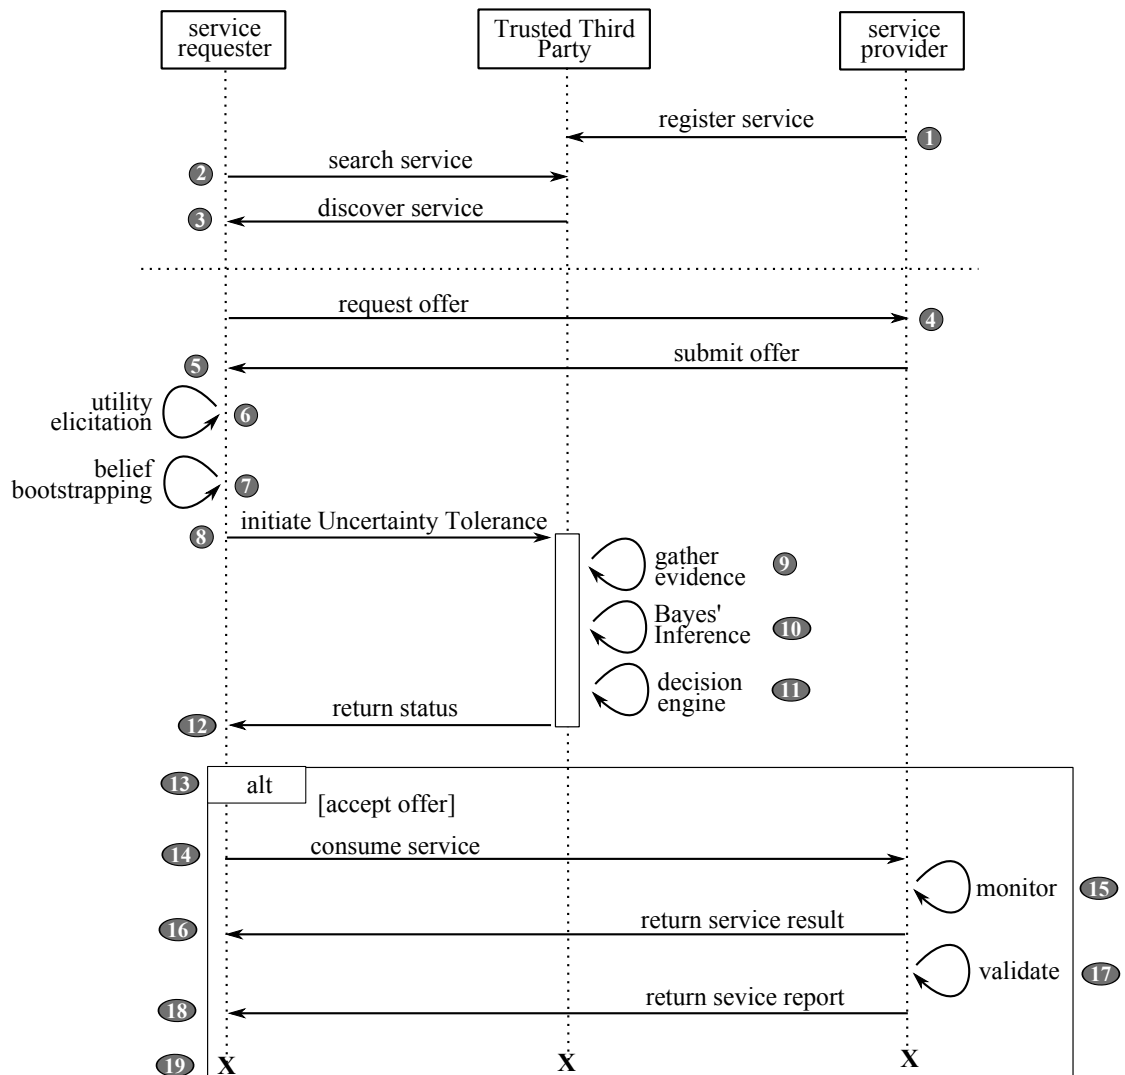 service
requester
Trusted Third
Party
service
provider
register service
1
2
search service
3
discover service
request offer
4
5
submit offer
utility
elicitation
6
belief
bootstrapping
7
8
initiate Uncertainty Tolerance
gather
evidence
9
Bayes'
Inference
10
decision
engine
11
12
return status
13
alt
[accept offer]
14
consume service
monitor
15
16
return service result
validate
17
18
return sevice report
19
X
X
X